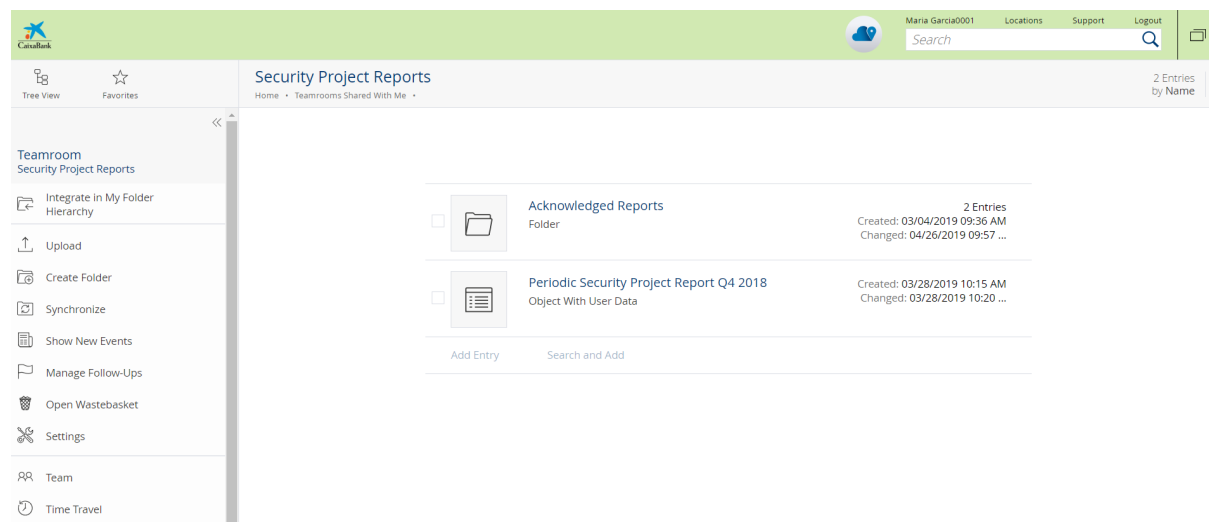 CaixaBank
Maria Garcia0001 Locations Support Logout
Search
Tree View Favorites
Security Project Reports
Home • Teamrooms Shared With Me •
2 Entries
by Name
Teamroom
Security Project Reports
Integrate in My Folder
Hierarchy
Upload
Create Folder
Synchronize
Show New Events
Manage Follow-Ups
Open Wastebasket
Settings
Team
Time Travel
Acknowledged Reports
Folder
2 Entries
Created: 03/04/2019 09:36 AM
Changed: 04/26/2019 09:57 ...
Periodic Security Project Report Q4 2018
Object With User Data
Created: 03/28/2019 10:15 AM
Changed: 03/28/2019 10:20 ...
Add Entry Search and Add